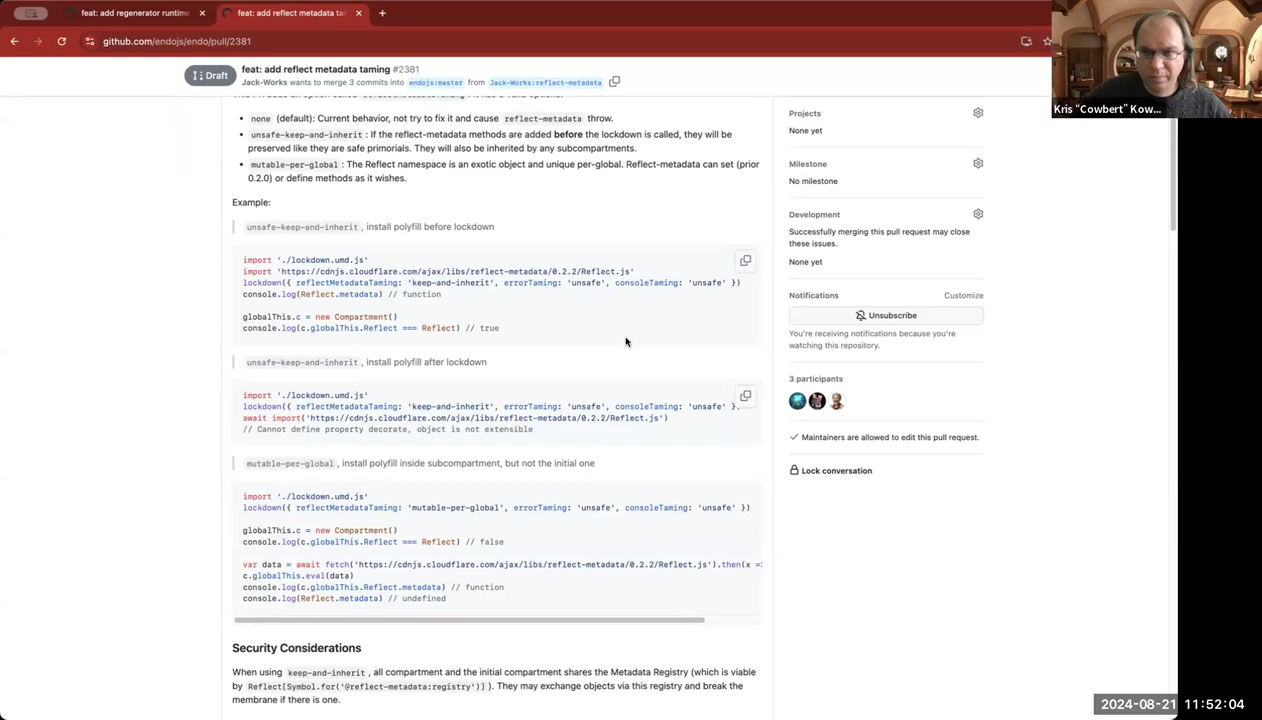 feat: add regenerator runtime
feat: add reflect metadata tam
github.com/endojs/endo/pull/2381
Draft
feat: add reflect metadata taming #2381
Jack-Works wants to merge 3 commits into endojs:master from Jack-Works:reflect-metadata
none (default): Current behavior, not try to fix it and cause reflect-metadata throw.
unsafe-keep-and-inherit : If the reflect-metadata methods are added before the lockdown is called, they will be
preserved like they are safe primorials. They will also be inherited by any subcompartments.
mutable-per-global : The Reflect namespace is an exotic object and unique per-global. Reflect-metadata can set (prior
0.2.0) or define methods as it wishes.
Example:
unsafe-keep-and-inherit , install polyfill before lockdown
import './lockdown.umd.js'
import 'https://cdnjs.cloudflare.com/ajax/libs/reflect-metadata/0.2.2/Reflect.js'
lockdown({ reflectMetadataTaming: 'keep-and-inherit', errorTaming: 'unsafe', consoleTaming: 'unsafe' })
console.log(Reflect.metadata) // function
globalThis.c = new Compartment()
console.log(c.globalThis.Reflect === Reflect) // true
unsafe-keep-and-inherit , install polyfill after lockdown
import './lockdown.umd.js'
lockdown({ reflectMetadataTaming: 'keep-and-inherit', errorTaming: 'unsafe', consoleTaming: 'unsafe' }
await import('https://cdnjs.cloudflare.com/ajax/libs/reflect-metadata/0.2.2/Reflect.js')
// Cannot define property decorate, object is not extensible
mutable-per-global , install polyfill inside subcompartment, but not the initial one
import './lockdown.umd.js'
lockdown({ reflectMetadataTaming: 'mutable-per-global', errorTaming: 'unsafe', consoleTaming: 'unsafe' })
globalThis.c = new Compartment()
console.log(c.globalThis.Reflect === Reflect) // false
var data = await fetch('https://cdnjs.cloudflare.com/ajax/libs/reflect-metadata/0.2.2/Reflect.js').then(x =>
c.globalThis.eval(data)
console.log(c.globalThis.Reflect.metadata) // function
console.log(Reflect.metadata) // undefined
Security Considerations
When using keep-and-inherit , all compartment and the initial compartment shares the Metadata Registry (which is viable
by Reflect[Symbol.for('@reflect-metadata:registry')] ). They may exchange objects via this registry and break the
membrane if there is one.
Projects
None yet
Milestone
No milestone
Development
Successfully merging this pull request may close
these issues.
None yet
Notifications
Customize
Unsubscribe
You're receiving notifications because you're
watching this repository.
3 participants
Maintainers are allowed to edit this pull request.
Lock conversation
Kris "Cowbert" Kow...
2024-08-21 11:52:04